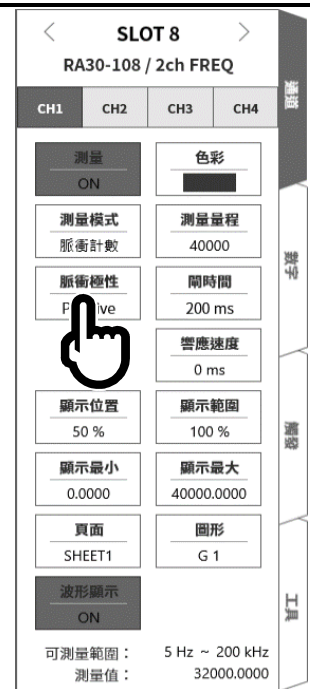 SLOT 8
RA30-108 / 2ch FREQ
CH1 CH2 CH3 CH4
測量 色彩
ON
測量模式 測量量程
脈衝計數 40000
脈衝極性 閘時間
200 ms
響應速度
0 ms
顯示位置 顯示範圍
50 % 100 %
顯示最小 顯示最大
0.0000 40000.0000
頁面 圖形
SHEET1 G 1
波形顯示
ON
可測量範圍： 5 Hz ~ 200 kHz
測量值： 32000.0000
通道
數字
觸發
工具